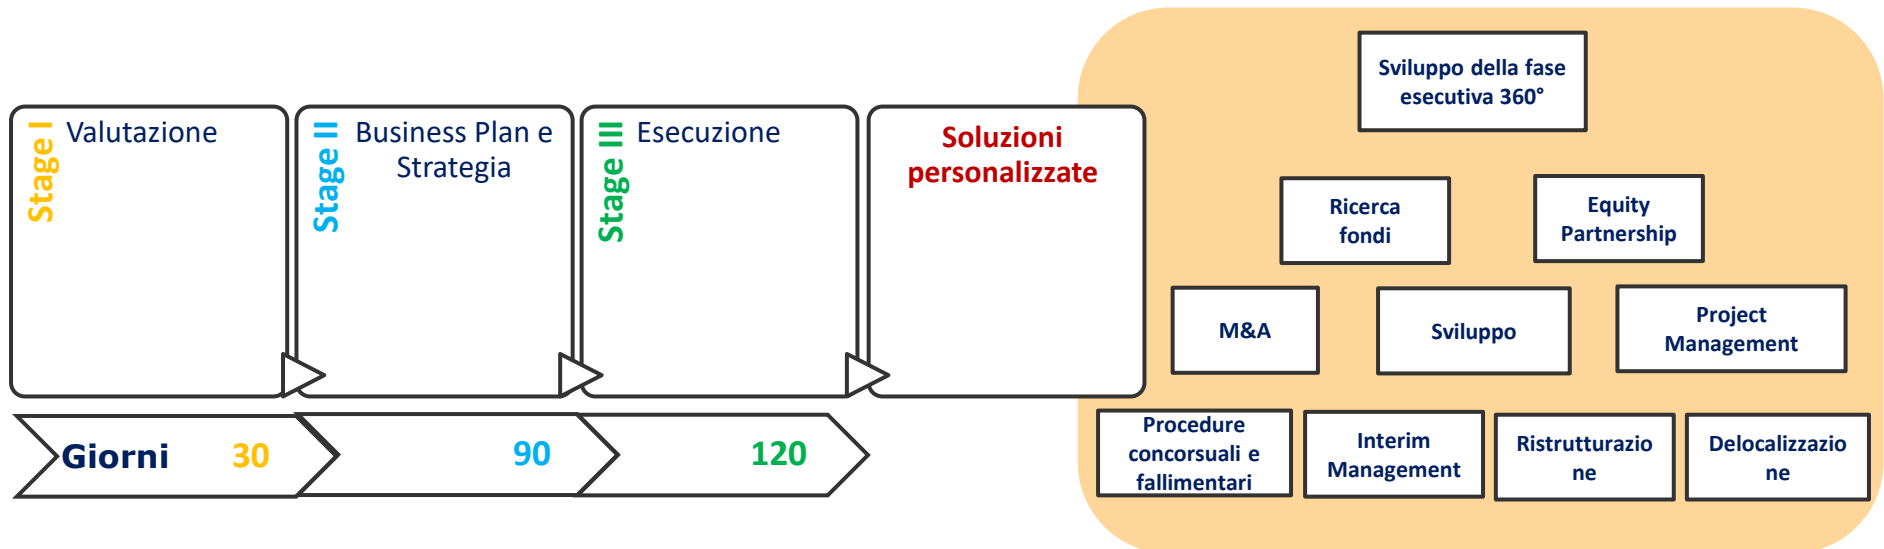 Stage I
Valutazione
Stage II
Business Plan e
Strategia
Stage III
Esecuzione
Soluzioni
personalizzate
Giorni 30
90
120
Sviluppo della fase
esecutiva 360°
Ricerca
fondi
Equity
Partnership
M&A
Sviluppo
Project
Management
Procedure
concorsuali e
fallimentari
Interim
Management
Ristrutturazio
ne
Delocalizzazio
ne